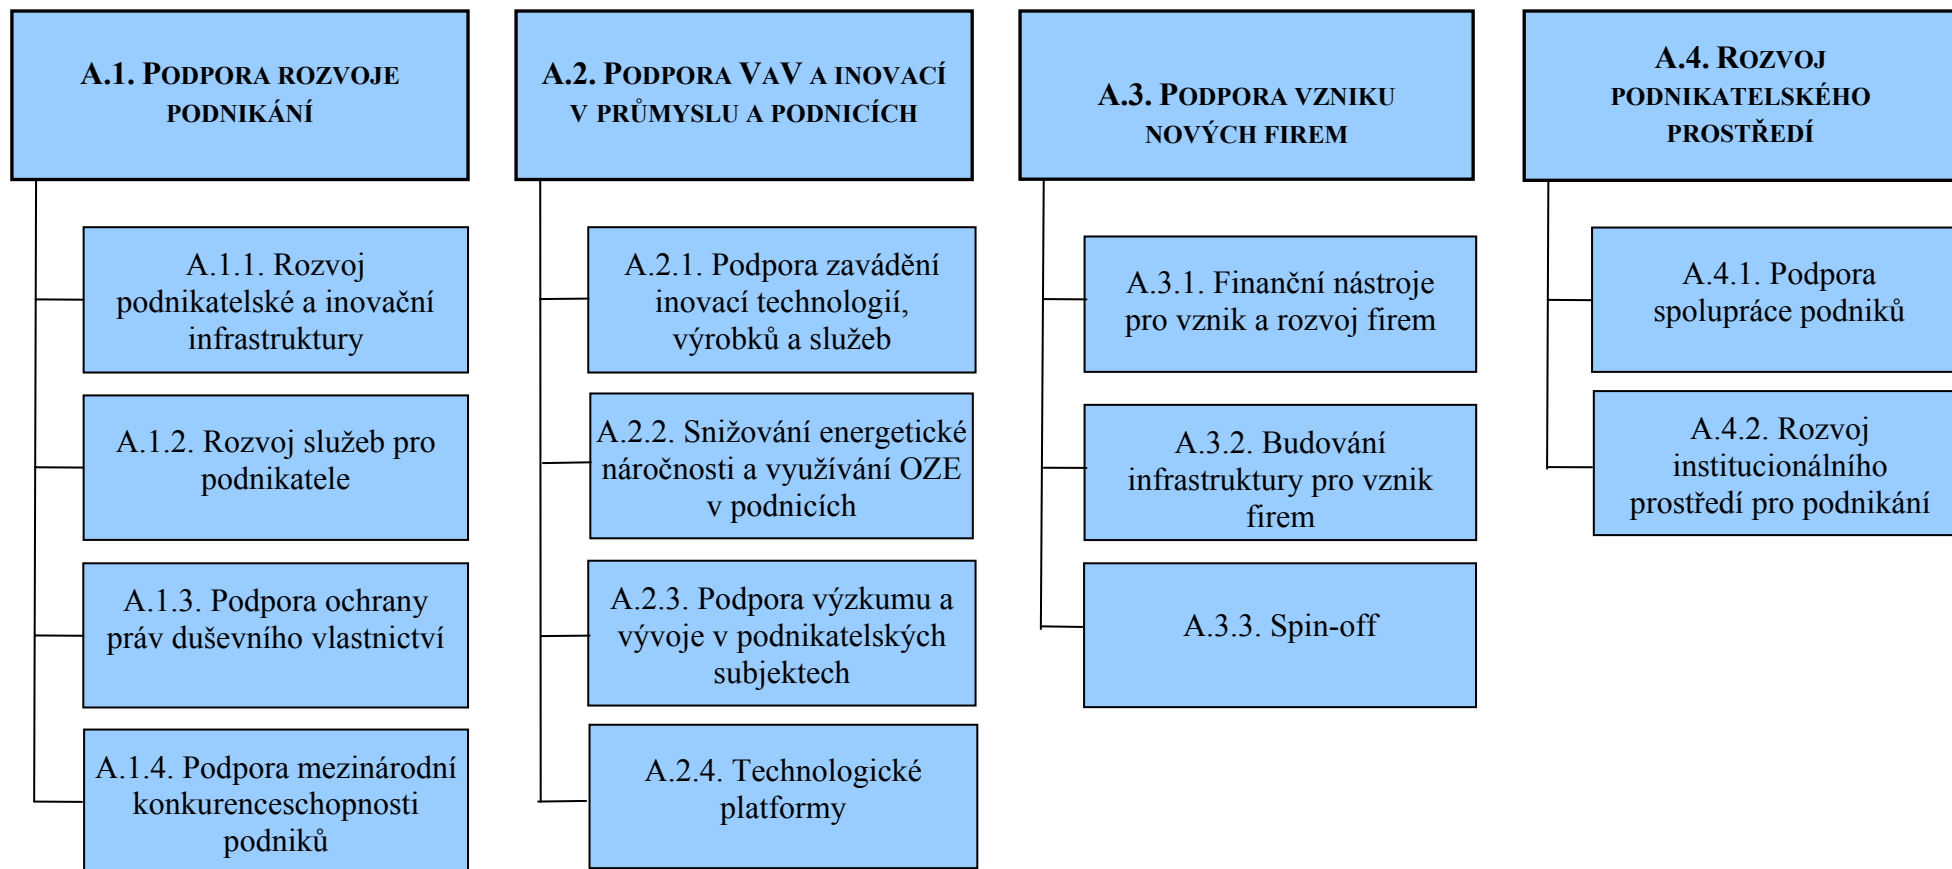 A.1. PODPORA ROZVOJE
PODNIKÁNÍ
A.1.1. Rozvoj
podnikatelské a inovační
infrastruktury
A.1.2. Rozvoj služeb pro
podnikatele
A.1.3. Podpora ochrany
práv duševního vlastnictví
A.1.4. Podpora mezinárodní
konkurenceschopnosti
podniků
A.2. PODPORA VAV A INOVACÍ
V PRŮMYSLU A PODNICÍCH
A.2.1. Podpora zavádění
inovací technologií,
výrobků a služeb
A.2.2. Snižování energetické
náročnosti a využívání OZE
v podnicích
A.2.3. Podpora výzkumu a
vývoje v podnikatelských
subjektech
A.2.4. Technologické
platformy
A.3. PODPORA VZNIKU
NOVÝCH FIREM
A.3.1. Finanční nástroje
pro vznik a rozvoj firem
A.3.2. Budování
infrastruktury pro vznik
firem
A.3.3. Spin-off
A.4. ROZVOJ
PODNIKATELSKÉHO
PROSTŘEDÍ
A.4.1. Podpora
spolupráce podniků
A.4.2. Rozvoj
institucionálního
prostředí pro podnikání